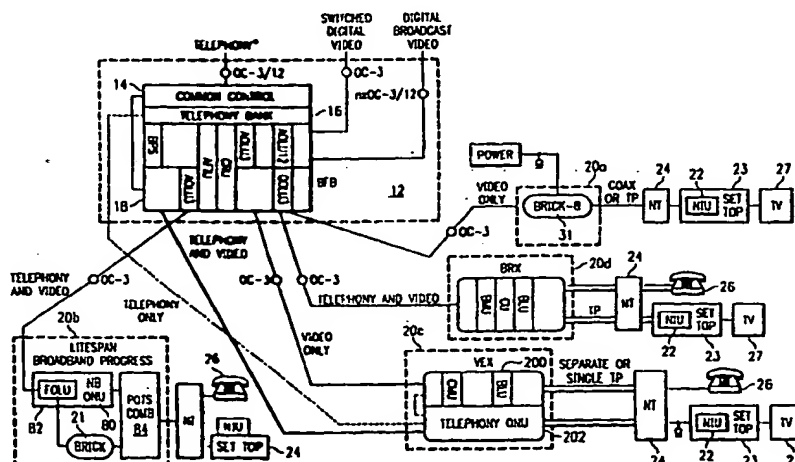 SWITCHED DIGITAL VIDEO
DIGITAL BROADCAST VIDEO
TELEPHONY*
OC-3/12
OC-3
nxOC-3/12
14
COMMON CONTROL
TELEPHONY BANK
16
BFB
18
12
TELEPHONY AND VIDEO
VIDEO ONLY
OC-3
POWER
20a
BRICK-8
31
COAX OR TP
24
NT
22
NIU
SET TOP
23
27
TV
TELEPHONY AND VIDEO
OC-3
TELEPHONY ONLY
OC-3
OC-3
TELEPHONY AND VIDEO
VIDEO ONLY
20d
BRX
BLU
TP
24
NT
26
22
NIU
SET TOP
23
27
TV
20b
LITESPAN BROADBAND PROGRESS
FOLU
NB ONU
82
80
21
BRICK
POTS COMB
84
NT
26
NIU
SET TOP
24
20c
VEX
200
BLU
TELEPHONY ONU
202
SEPARATE OR SINGLE TP
NT
24
26
22
NIU
SET TOP
23
TV